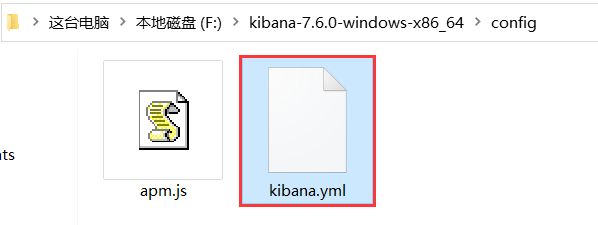 这台电脑 > 本地磁盘 (F:) > kibana-7.6.0-windows-x86_64 > config
nts
apm.js
kibana.yml